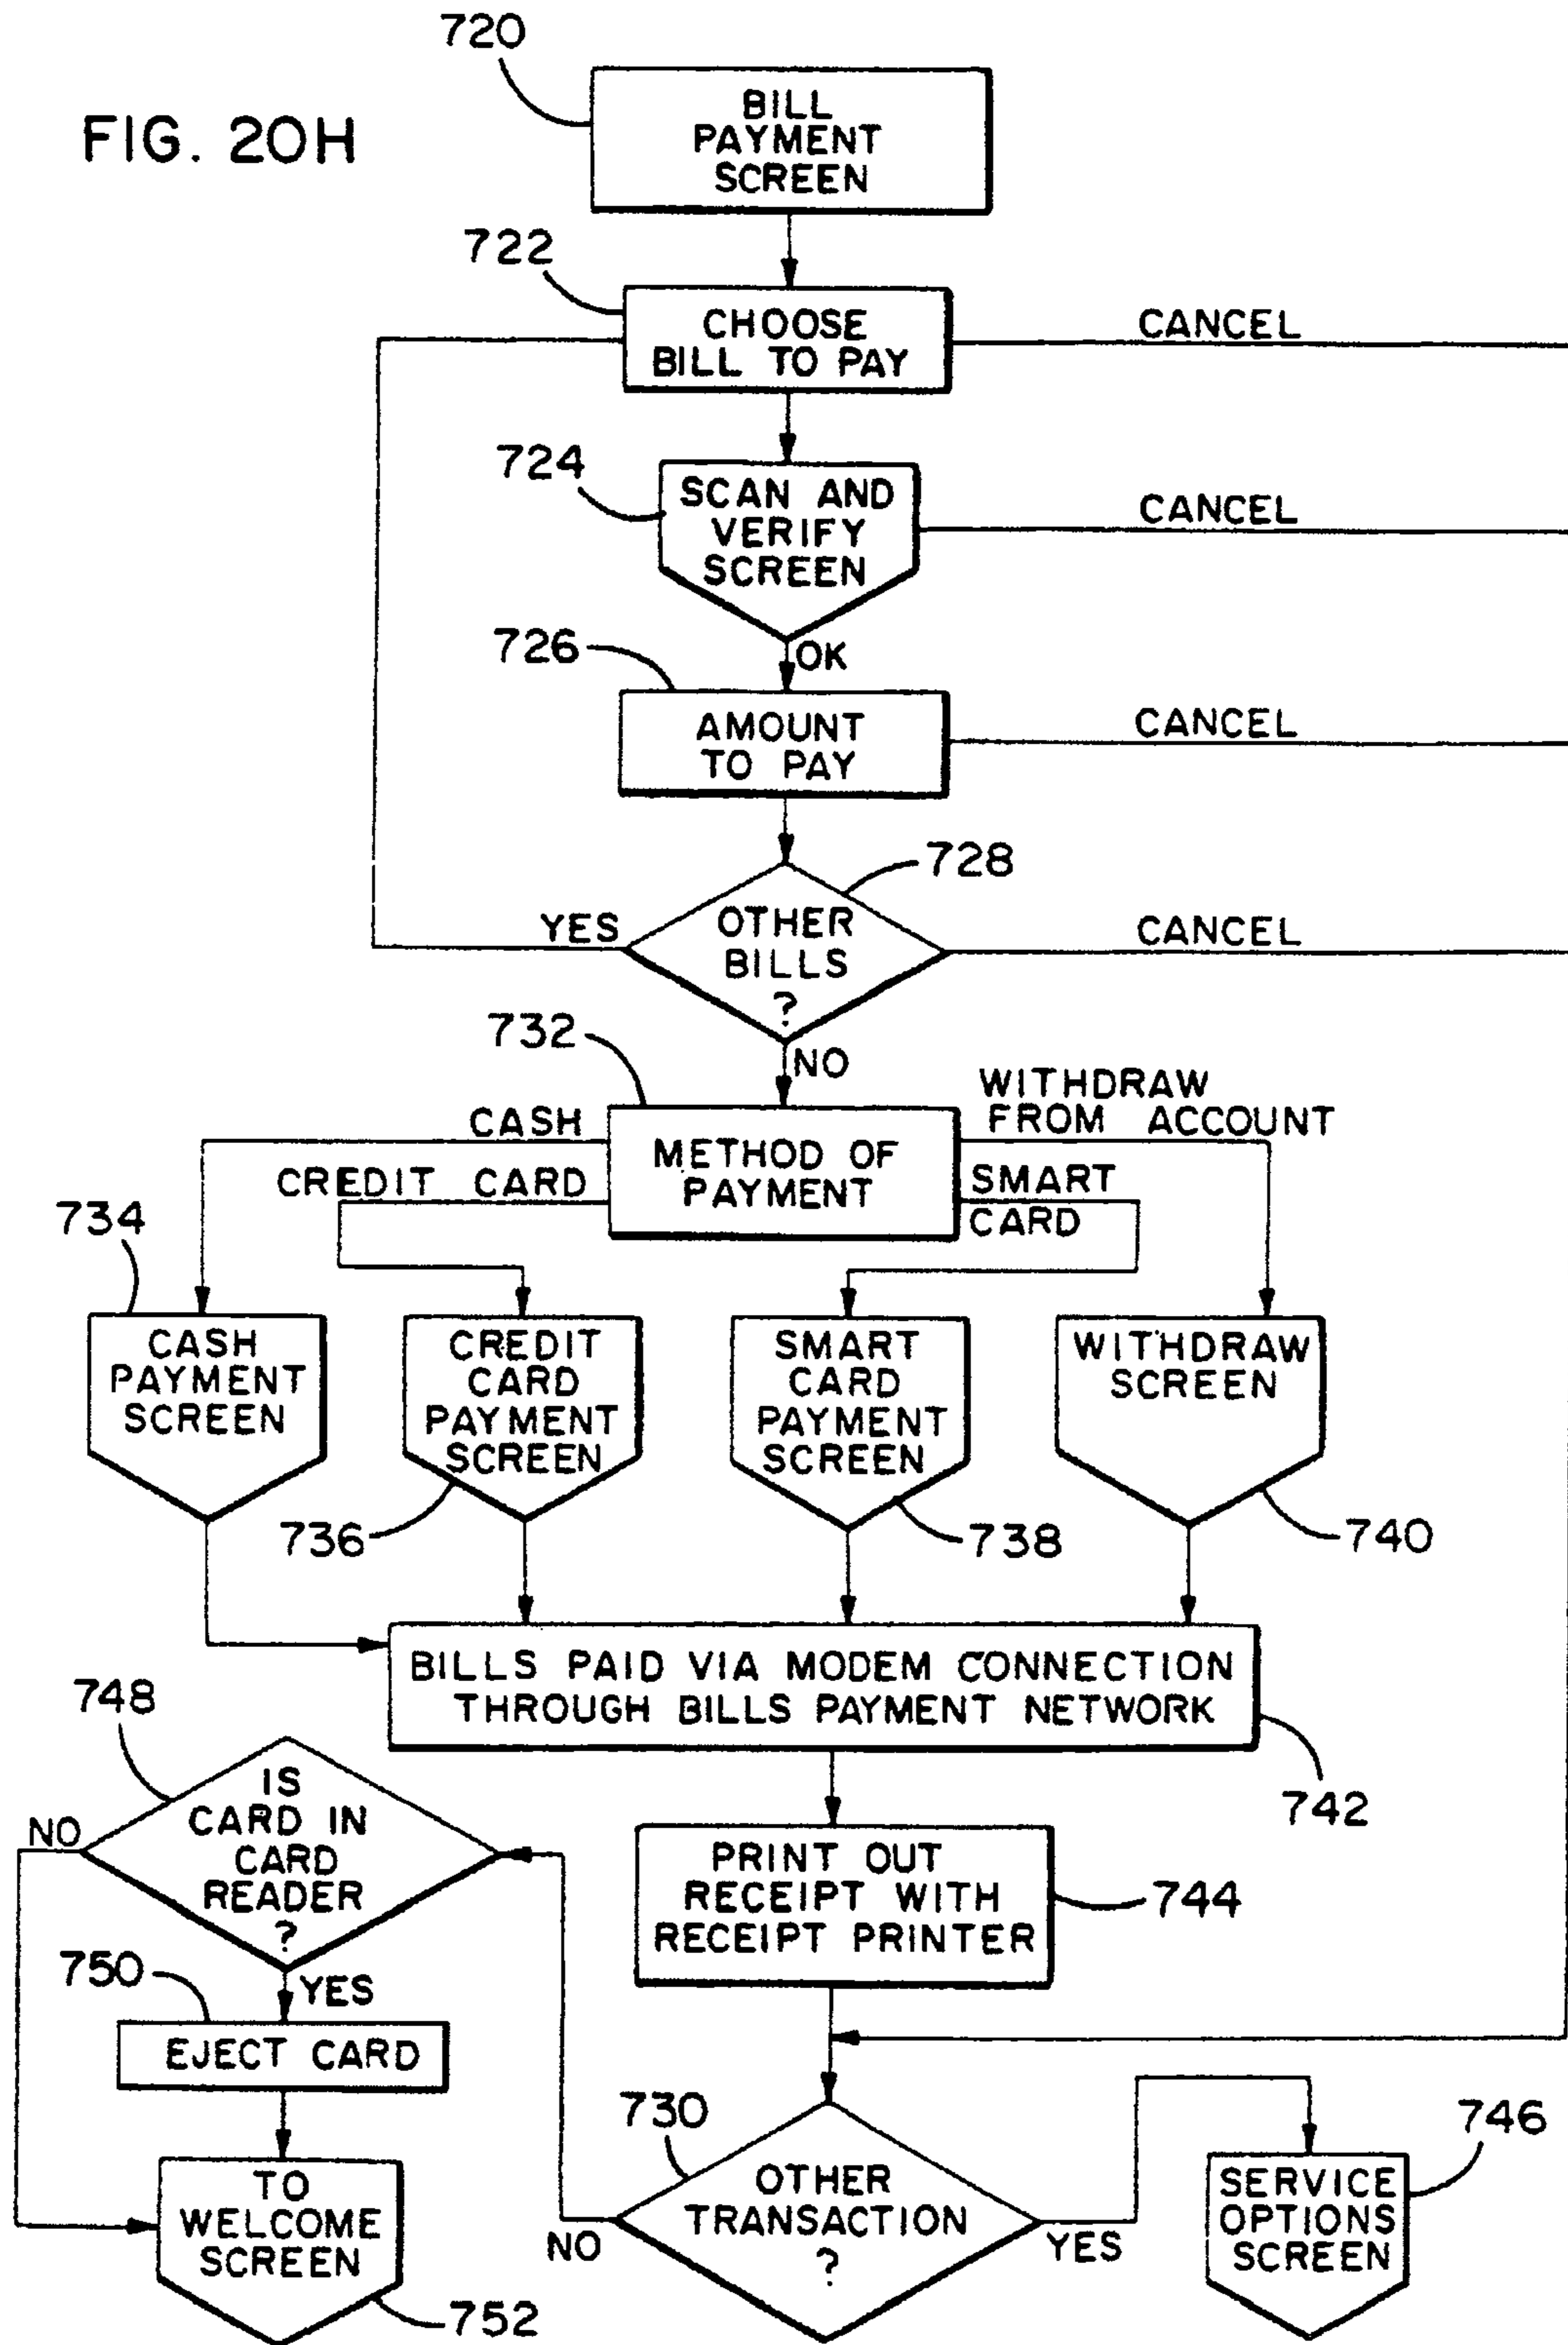 720
FIG. 20H
BILL
PAYMENT
SCREEN
722
CHOOSE
BILL TO PAY
CANCEL
724
SCAN AND
VERIFY
SCREEN
CANCEL
726
OK
AMOUNT
TO PAY
CANCEL
728
YES
OTHER
BILLS
?
CANCEL
732
NO
CASH
METHOD OF
PAYMENT
WITHDRAW
FROM ACCOUNT
CREDIT CARD
SMART
CARD
734
CASH
PAYMENT
SCREEN
CREDIT
CARD
PAYMENT
SCREEN
SMART
CARD
PAYMENT
SCREEN
WITHDRAW
SCREEN
736
738
740
BILLS PAID VIA MODEM CONNECTION
THROUGH BILLS PAYMENT NETWORK
742
748
IS
CARD IN
CARD
READER
?
NO
PRINT OUT
RECEIPT WITH
RECEIPT PRINTER
744
750
YES
EJECT CARD
730
746
TO
WELCOME
SCREEN
752
OTHER
TRANSACTION
?
NO
YES
SERVICE
OPTIONS
SCREEN